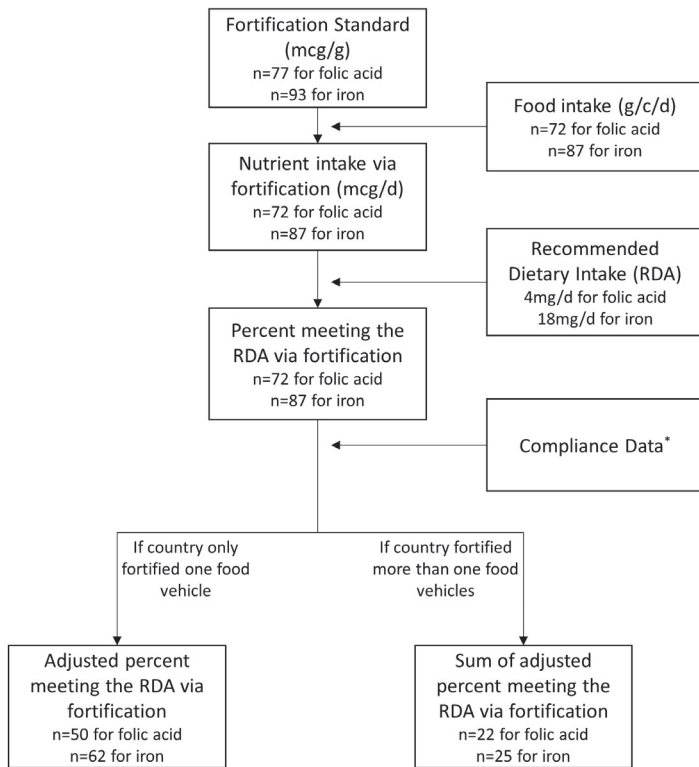 Fortification Standard
(mcg/g)
n=77 for folic acid
n=93 for iron
Food intake (g/c/d)
n=72 for folic acid
n=87 for iron
Nutrient intake via
fortification (mcg/d)
n=72 for folic acid
n=87 for iron
Recommended
Dietary Intake (RDA)
4mg/d for folic acid
18mg/d for iron
Percent meeting the
RDA via fortification
n=72 for folic acid
n=87 for iron
Compliance Data*
If country only
fortified one food
vehicle
If country fortified
more than one food
vehicles
Adjusted percent
meeting the RDA via
fortification
n=50 for folic acid
n=62 for iron
Sum of adjusted
percent meeting the
RDA via fortification
n=22 for folic acid
n=25 for iron